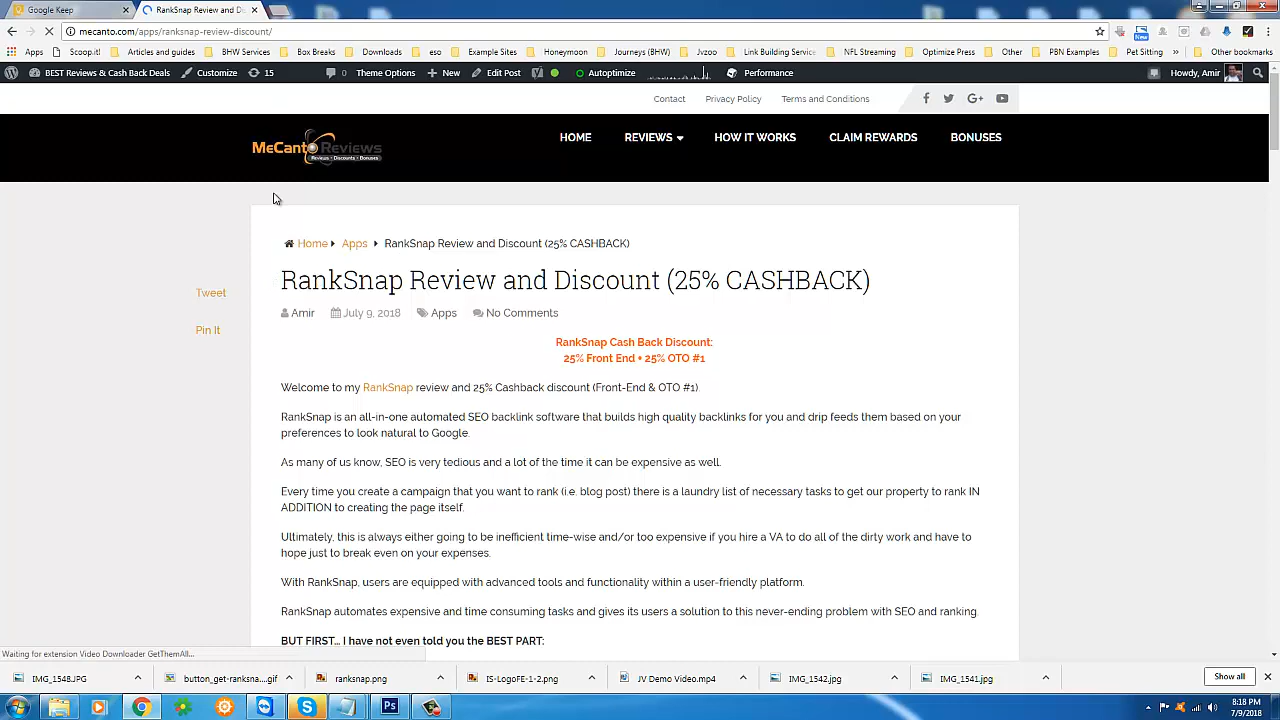 Google Keep
RankSnap Review and Di
mecanto.com/apps/ranksnap-review-discount/
Apps
Scoop.it!
Articles and guides
BHW Services
Box Breaks
Downloads
eso
Example Sites
Honeymoon
Journeys (BHW)
Jvzoo
Link Building Service
NFL Streaming
Optimize Press
Other
PBN Examples
Pet Sitting
»
Other bookmarks
BEST Reviews & Cash Back Deals
Customize
15
0
Theme Options
New
Edit Post
Autoptimize
Performance
Howdy, Amir
Contact
Privacy Policy
Terms and Conditions
MeCanto Reviews
Reviews • Discounts • Bonuses
HOME
REVIEWS
HOW IT WORKS
CLAIM REWARDS
BONUSES
Home
Apps
RankSnap Review and Discount (25% CASHBACK)
RankSnap Review and Discount (25% CASHBACK)
Tweet
Pin It
Amir
July 9, 2018
Apps
No Comments
RankSnap Cash Back Discount:
25% Front End + 25% OTO #1
Welcome to my RankSnap review and 25% Cashback discount (Front-End & OTO #1).
RankSnap is an all-in-one automated SEO backlink software that builds high quality backlinks for you and drip feeds them based on your
preferences to look natural to Google.
As many of us know, SEO is very tedious and a lot of the time it can be expensive as well.
Every time you create a campaign that you want to rank (i.e. blog post) there is a laundry list of necessary tasks to get our property to rank IN
ADDITION to creating the page itself.
Ultimately, this is always either going to be inefficient time-wise and/or too expensive if you hire a VA to do all of the dirty work and have to
hope just to break even on your expenses.
With RankSnap, users are equipped with advanced tools and functionality within a user-friendly platform.
RankSnap automates expensive and time consuming tasks and gives its users a solution to this never-ending problem with SEO and ranking.
BUT FIRST... I have not even told you the BEST PART:
Waiting for extension Video Downloader GetThemAll...
IMG_1548.JPG
button_get-ranksna....gif
ranksnap.png
IS-LogoFE-1-2.png
JV Demo Video.mp4
IMG_1542.jpg
IMG_1541.jpg
Show all
8:18 PM
7/9/2018